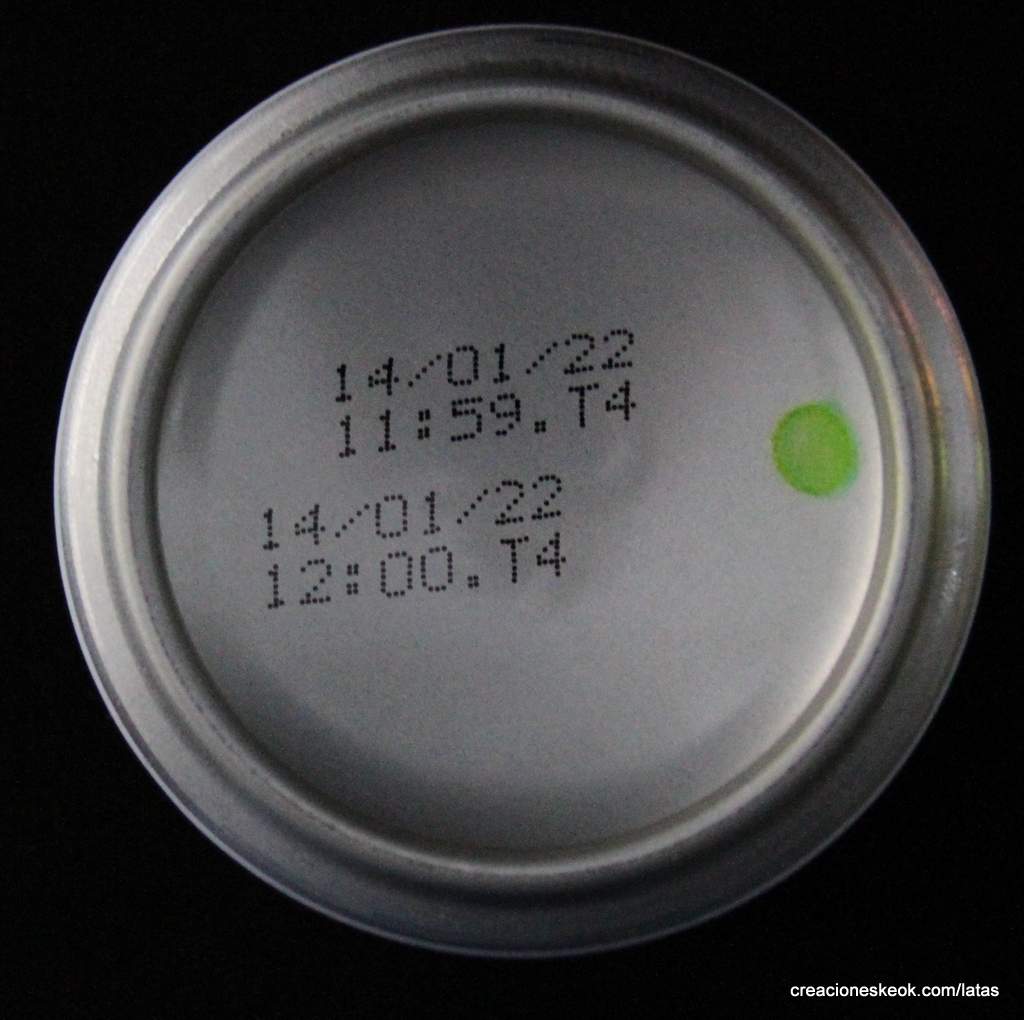 14/01/22
11:59.T4
14/01/22
12:00.T4
creacioneskeok.com/latas